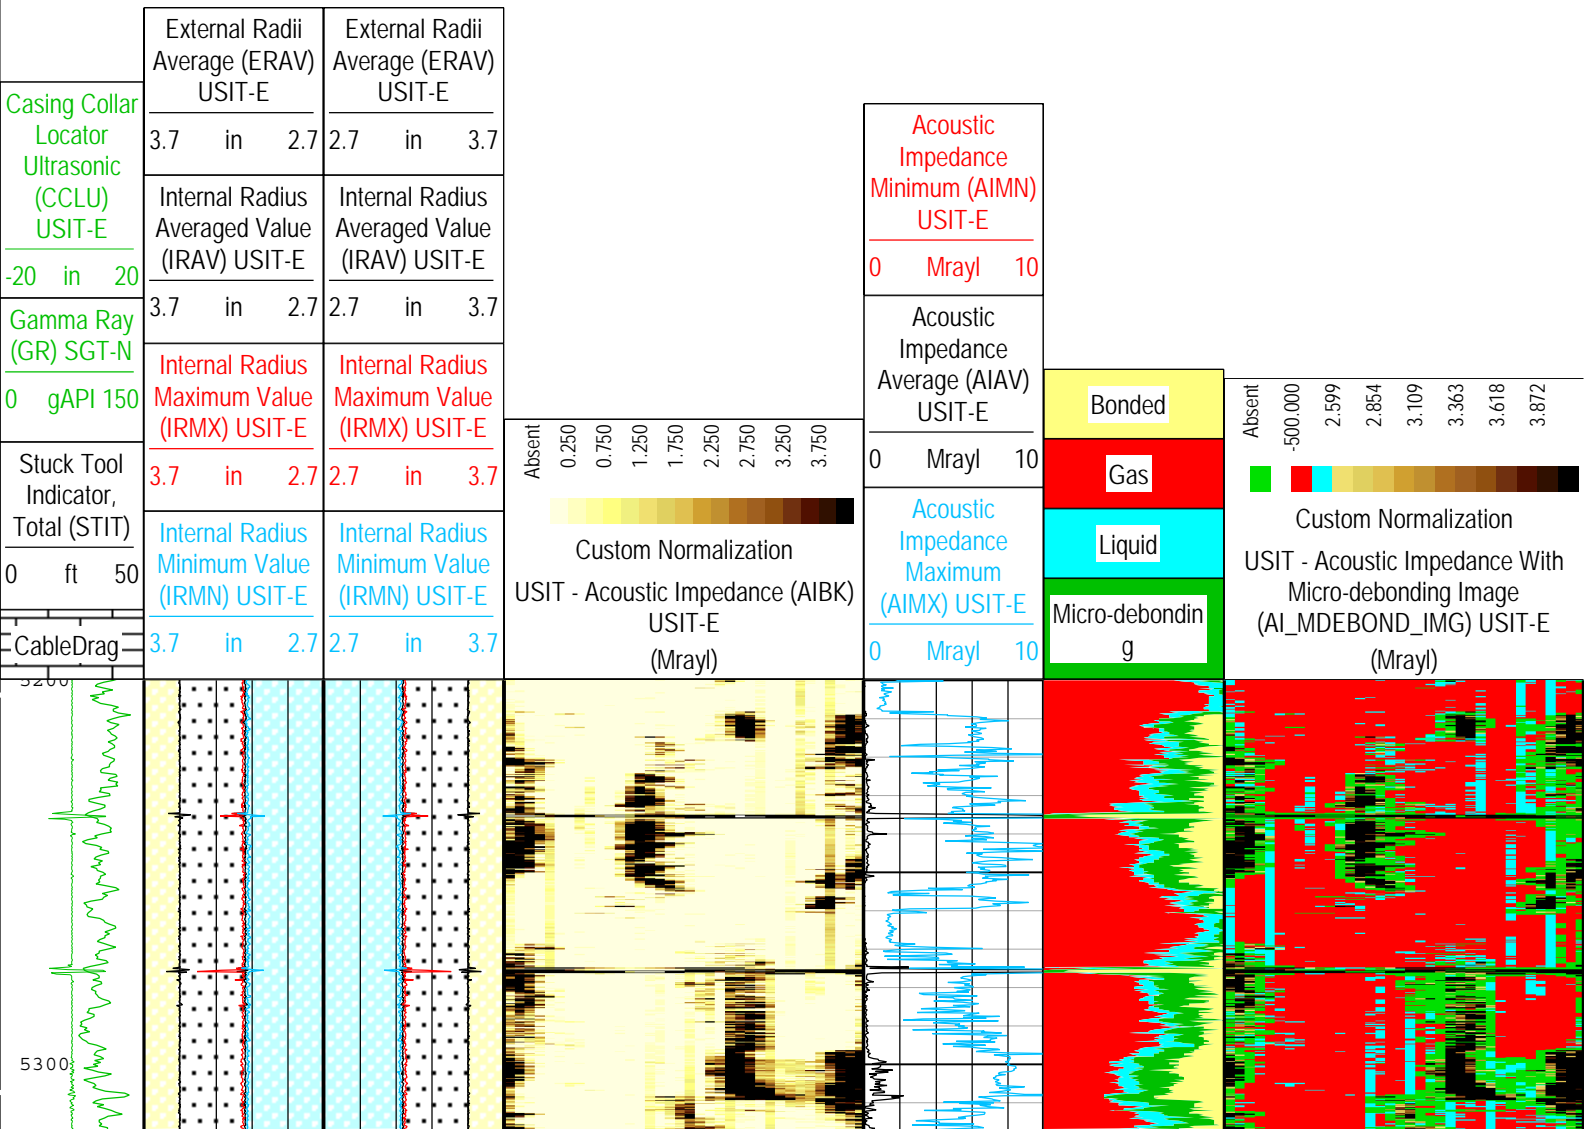 Casing Collar
Locator
Ultrasonic
(CCLU)
USIT-E
-20 in 20
Gamma Ray
(GR) SGT-N
0 gAPI 150
Stuck Tool
Indicator,
Total (STIT)
0 ft 50
CableDrag
External Radii
Average (ERAV)
USIT-E
3.7 in 2.7
Internal Radius
Averaged Value
(IRAV) USIT-E
3.7 in 2.7
Internal Radius
Maximum Value
(IRMX) USIT-E
3.7 in 2.7
Internal Radius
Minimum Value
(IRMN) USIT-E
3.7 in 2.7
External Radii
Average (ERAV)
USIT-E
2.7 in 3.7
Internal Radius
Averaged Value
(IRAV) USIT-E
2.7 in 3.7
Internal Radius
Maximum Value
(IRMX) USIT-E
2.7 in 3.7
Internal Radius
Minimum Value
(IRMN) USIT-E
2.7 in 3.7
Absent
0.250
0.750
1.250
1.750
2.250
2.750
3.250
3.750
Custom Normalization
USIT - Acoustic Impedance (AIBK)
USIT-E
(Mrayl)
Acoustic
Impedance
Minimum (AIMN)
USIT-E
0 Mrayl 10
Acoustic
Impedance
Average (AIAV)
USIT-E
0 Mrayl 10
Acoustic
Impedance
Maximum
(AIMX) USIT-E
0 Mrayl 10
Bonded
Gas
Liquid
Micro-debondin
g
Absent
-500.000
2.599
2.854
3.109
3.363
3.618
3.872
Custom Normalization
USIT - Acoustic Impedance With
Micro-debonding Image
(AI_MDEBOND_IMG) USIT-E
(Mrayl)
5200
5300